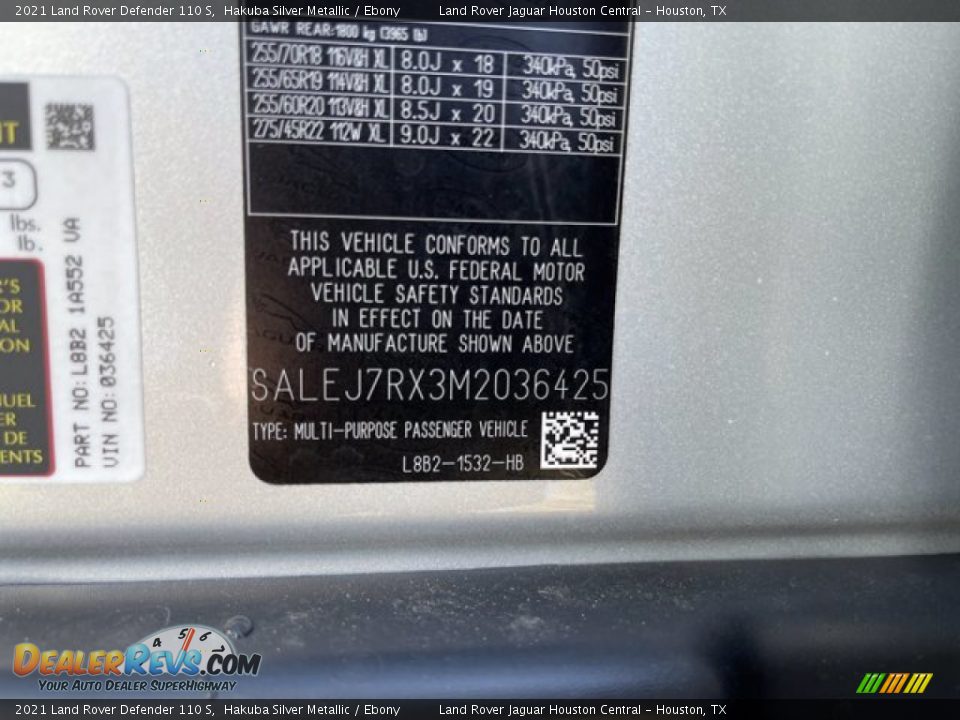 2021 Land Rover Defender 110 S, Hakuba Silver Metallic / Ebony Land Rover Jaguar Houston Central - Houston, TX
GAWR REAR: 1800 kg (3965 lb)
255/70R18 116V&H XL 8.0J x 18 340kPa, 50psi
255/65R19 114V&H XL 8.0J x 19 340kPa, 50psi
255/60R20 113V&H XL 8.5J x 20 340kPa, 50psi
275/45R22 112W XL 9.0J x 22 340kPa, 50psi
THIS VEHICLE CONFORMS TO ALL
APPLICABLE U.S. FEDERAL MOTOR
VEHICLE SAFETY STANDARDS
IN EFFECT ON THE DATE
OF MANUFACTURE SHOWN ABOVE
SALEJ7RX3M2036425
TYPE: MULTI-PURPOSE PASSENGER VEHICLE
L8B2-1532-HB
3
lbs.
lb.
PART NO:L8B2 1A552 VA
VIN NO:036425
DE
4 5 6 7
DEALERREVS.COM
YOUR AUTO DEALER SUPERHIGHWAY
2021 Land Rover Defender 110 S, Hakuba Silver Metallic / Ebony Land Rover Jaguar Houston Central - Houston, TX